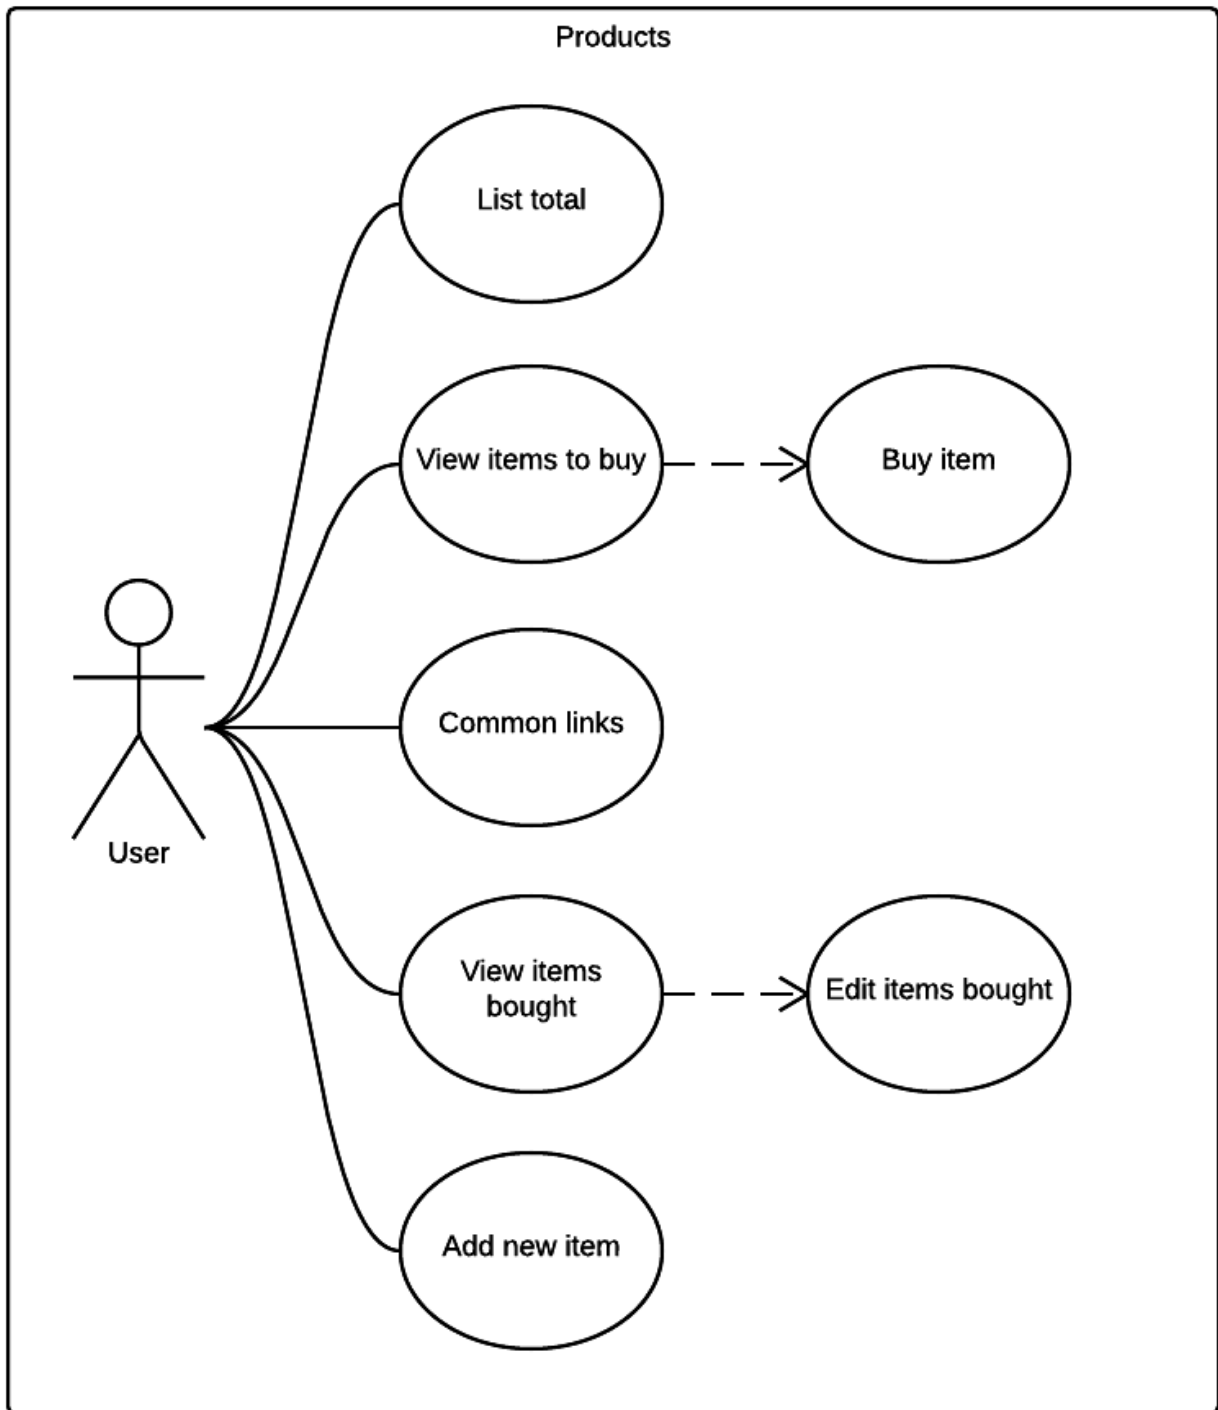 Products
List total
View items to buy
Buy item
Common links
User
View items
bought
Edit items bought
Add new item